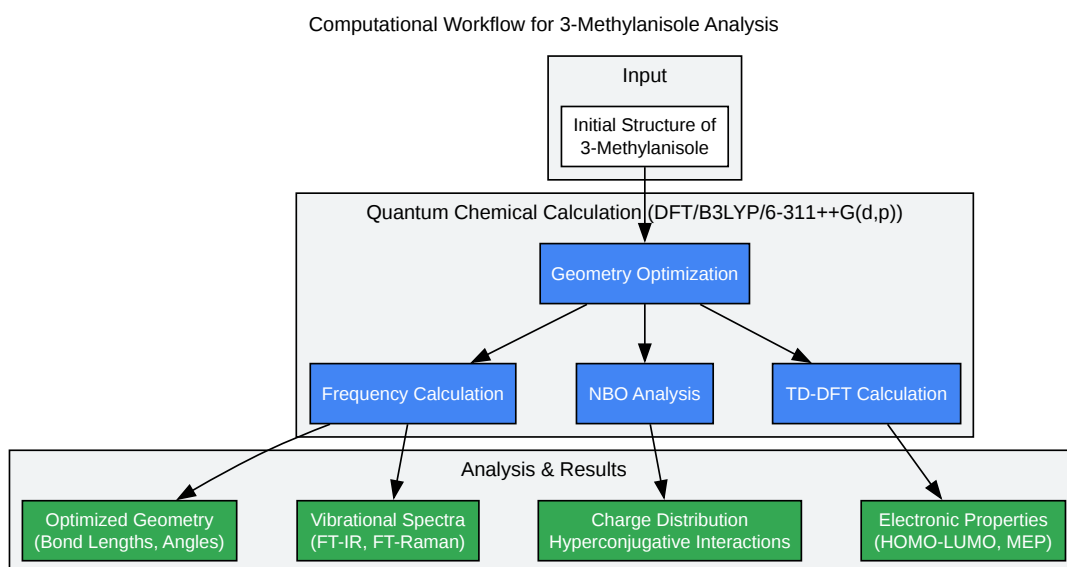 Computational Workflow for 3-Methylanisole Analysis
Input
Initial Structure of
3-Methylanisole
Quantum Chemical Calculation (DFT/B3LYP/6-311++G(d,p))
Geometry Optimization
Frequency Calculation
NBO Analysis
TD-DFT Calculation
Analysis & Results
Optimized Geometry
(Bond Lengths, Angles)
Vibrational Spectra
(FT-IR, FT-Raman)
Charge Distribution
Hyperconjugative Interactions
Electronic Properties
(HOMO-LUMO, MEP)